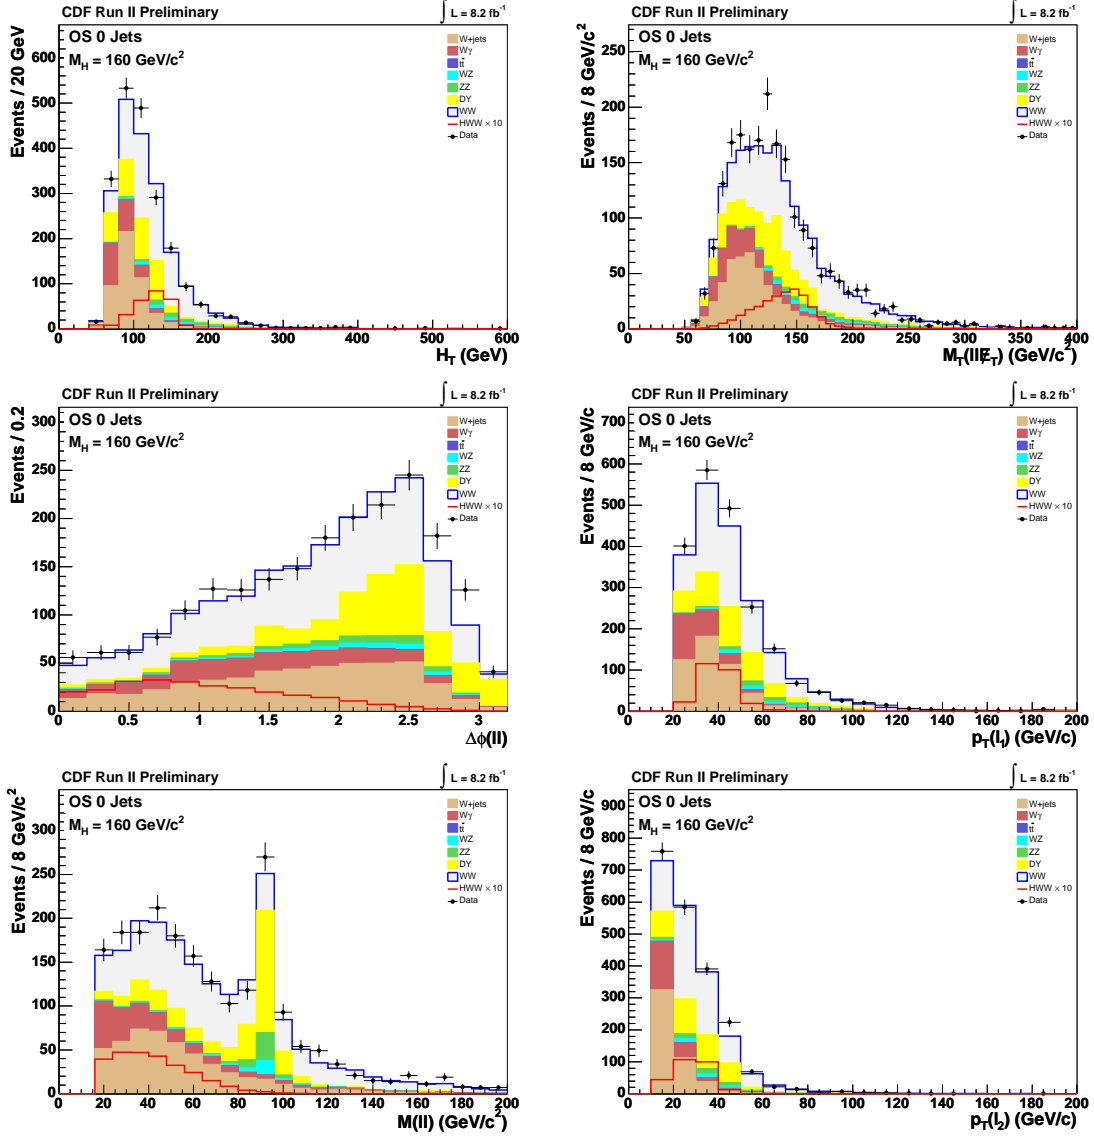 CDF Run II Preliminary
∫ L = 8.2 fb⁻¹
OS 0 Jets
M_H = 160 GeV/c²
Events / 20 GeV
600
500
400
300
200
100
0
W+jets
Wγ
tt̄
WZ
ZZ
DY
WW
HWW × 10
Data
0 100 200 300 400 500 600
H_T (GeV)
CDF Run II Preliminary
∫ L = 8.2 fb⁻¹
OS 0 Jets
M_H = 160 GeV/c²
Events / 8 GeV/c²
250
200
150
100
50
0
W+jets
Wγ
tt̄
WZ
ZZ
DY
WW
HWW × 10
Data
0 50 100 150 200 250 300 350 400
M_T(llE̸_T) (GeV/c²)
CDF Run II Preliminary
∫ L = 8.2 fb⁻¹
OS 0 Jets
M_H = 160 GeV/c²
Events / 0.2
300
250
200
150
100
50
0
W+jets
Wγ
tt̄
WZ
ZZ
DY
WW
HWW × 10
Data
0 0.5 1 1.5 2 2.5 3
Δϕ(ll)
CDF Run II Preliminary
∫ L = 8.2 fb⁻¹
OS 0 Jets
M_H = 160 GeV/c²
Events / 8 GeV/c
700
600
500
400
300
200
100
0
W+jets
Wγ
tt̄
WZ
ZZ
DY
WW
HWW × 10
Data
0 20 40 60 80 100 120 140 160 180 200
p_T(l₁) (GeV/c)
CDF Run II Preliminary
∫ L = 8.2 fb⁻¹
OS 0 Jets
M_H = 160 GeV/c²
Events / 8 GeV/c²
300
250
200
150
100
50
0
W+jets
Wγ
tt̄
WZ
ZZ
DY
WW
HWW × 10
Data
0 20 40 60 80 100 120 140 160 180 200
M(ll) (GeV/c²)
CDF Run II Preliminary
∫ L = 8.2 fb⁻¹
OS 0 Jets
M_H = 160 GeV/c²
Events / 8 GeV/c
900
800
700
600
500
400
300
200
100
0
W+jets
Wγ
tt̄
WZ
ZZ
DY
WW
HWW × 10
Data
0 20 40 60 80 100 120 140 160 180 200
p_T(l₂) (GeV/c)